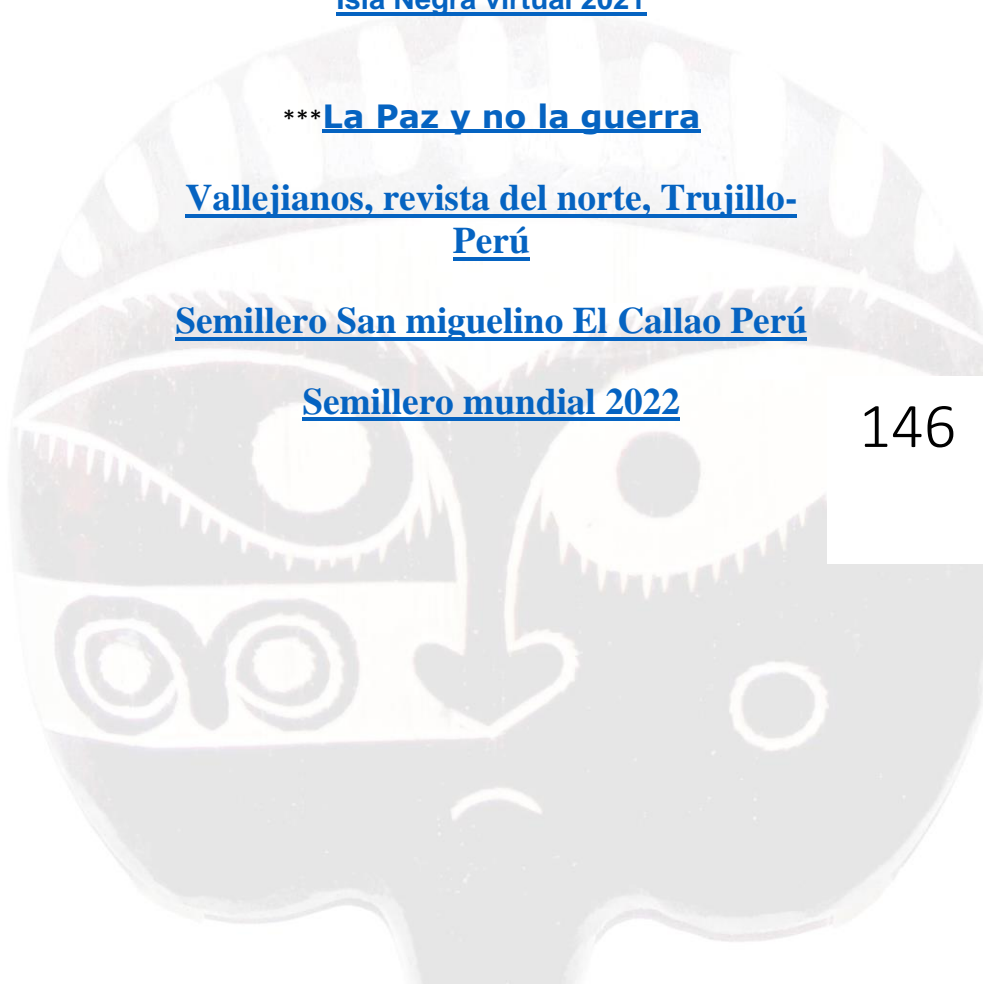 Isla Negra virtual 2021
***La Paz y no la guerra
Vallejianos, revista del norte, Trujillo-
Perú
Semillero San miguelino El Callao Perú
Semillero mundial 2022
146